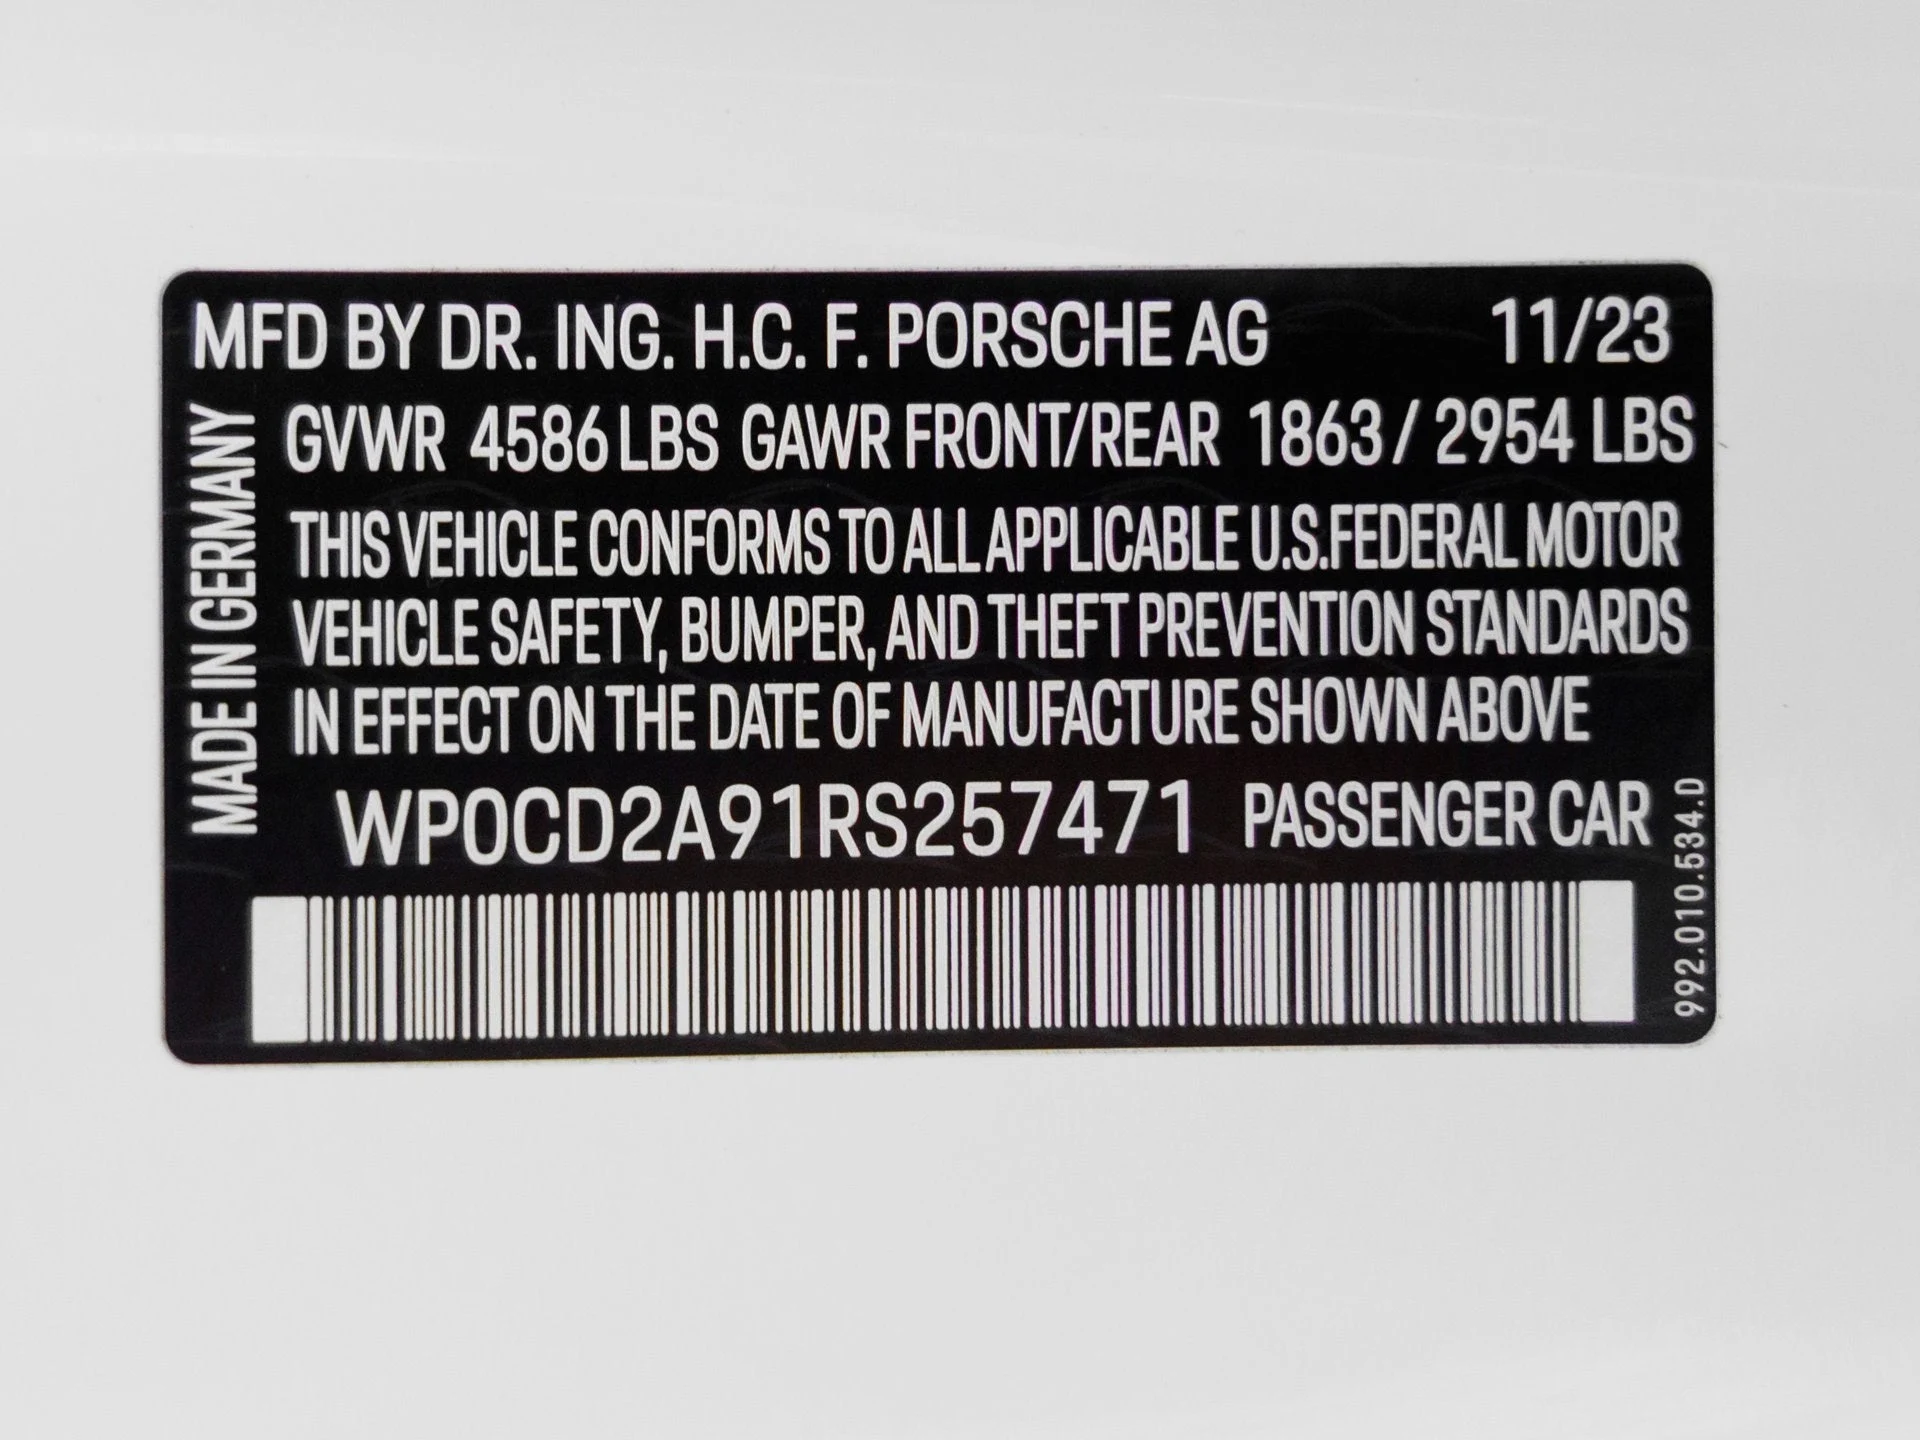 MFD BY DR. ING. H.C. F. PORSCHE AG 11/23
GVWR 4586 LBS GAWR FRONT/REAR 1863 / 2954 LBS
THIS VEHICLE CONFORMS TO ALL APPLICABLE U.S.FEDERAL MOTOR
VEHICLE SAFETY, BUMPER, AND THEFT PREVENTION STANDARDS
IN EFFECT ON THE DATE OF MANUFACTURE SHOWN ABOVE
WP0CD2A91RS257471 PASSENGER CAR
MADE IN GERMANY
992.010.534.D